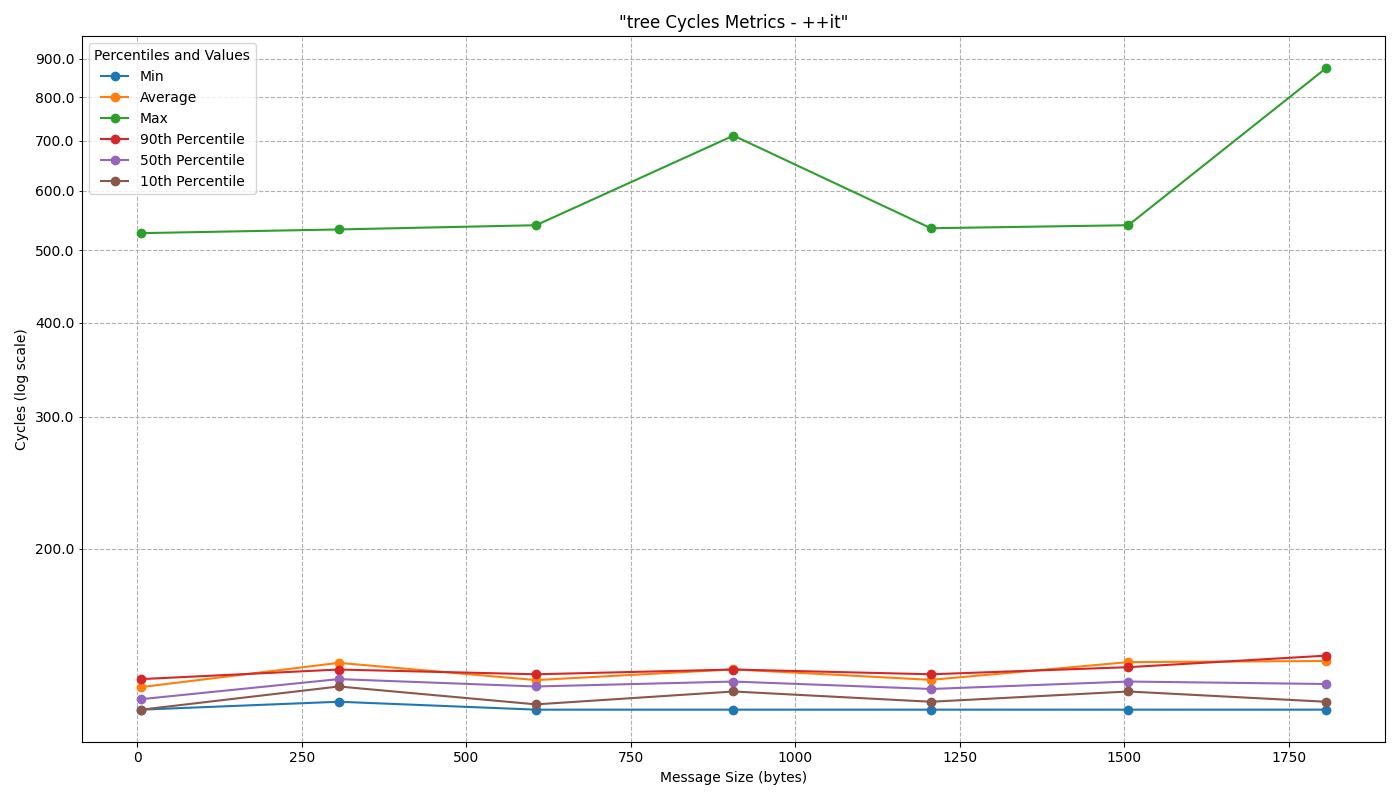 "tree Cycles Metrics - ++it"
Percentiles and Values
Min
Average
Max
90th Percentile
50th Percentile
10th Percentile
900.0
800.0
700.0
600.0
500.0
400.0
300.0
200.0
Cycles (log scale)
0 250 500 750 1000 1250 1500 1750
Message Size (bytes)